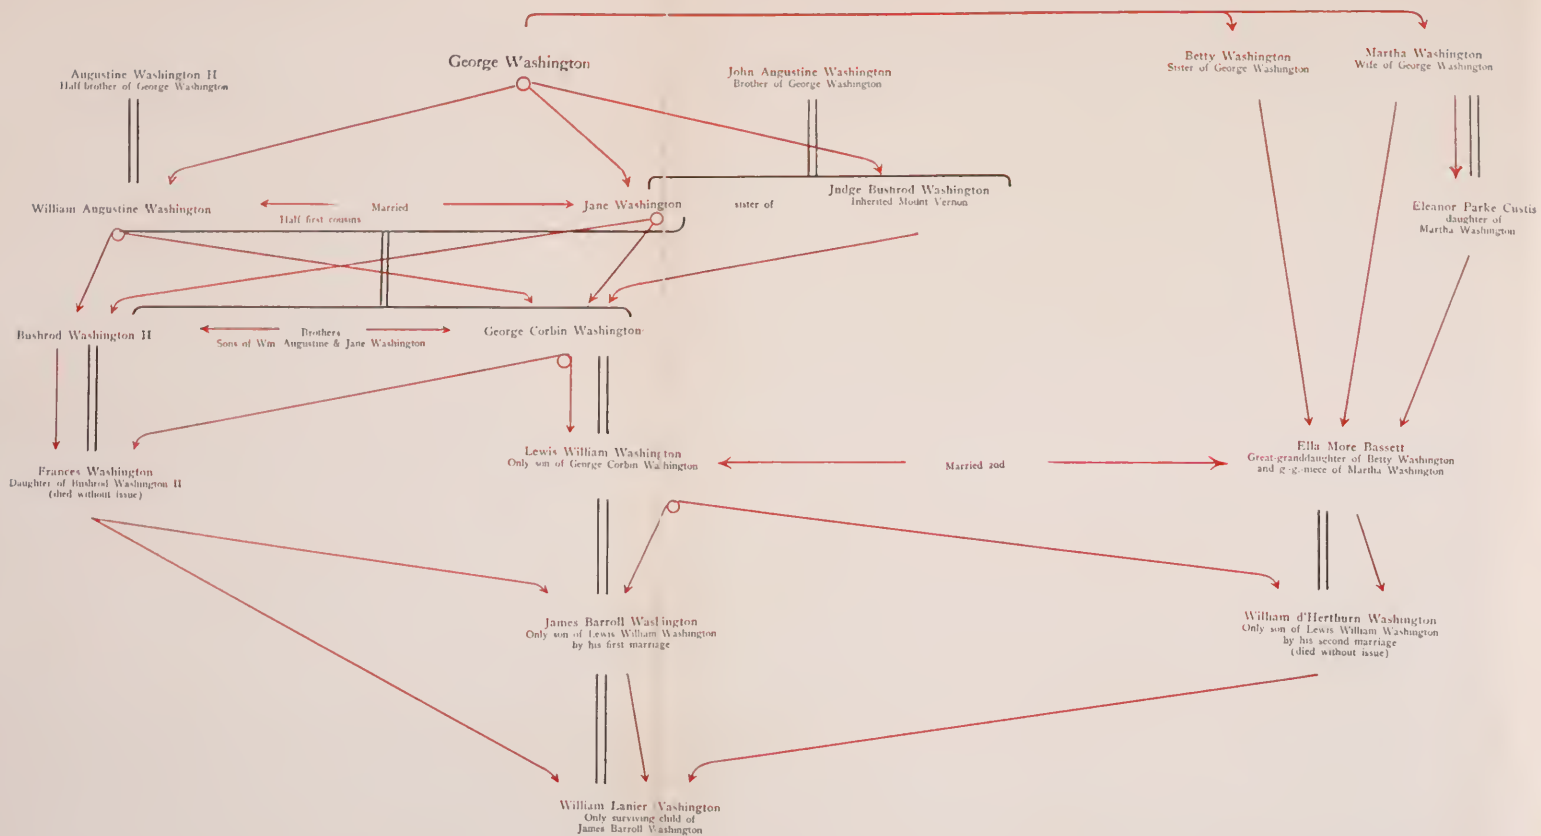 George Washington
Betty Washington
Sister of George Washington
Martha Washington
Wife of George Washington
Augustine Washington II
Half brother of George Washington
John Augustine Washington
Brother of George Washington
William Augustine Washington
Married
Half first cousins
Jane Washington
sister of
Judge Bushrod Washington
Inherited Mount Vernon
Eleanor Parke Custis
daughter of
Martha Washington
Bushrod Washington II
Brothers
Sons of Wm Augustine & Jane Washington
George Corbin Washington
Frances Washington
Daughter of Bushrod Washington II
(died without issue)
Lewis William Washington
Only son of George Corbin Washington
Married 2nd
Ella More Bassett
Great-granddaughter of Betty Washington
and g-g-niece of Martha Washington
James Barroll Washington
Only son of Lewis William Washington
by his first marriage
William d'Hertburn Washington
Only son of Lewis William Washington
by his second marriage
(died without issue)
William Lanier Washington
Only surviving child of
James Barroll Washington